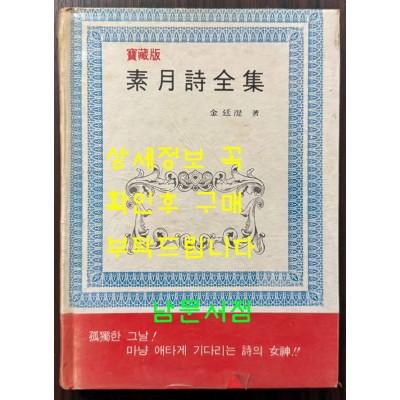 寶藏版
素月詩全集
金廷湜 著
상세정보 꼭
확인후 구매
부탁드립니다
남문서점
孤獨한 그날!
마냥 애타게 기다리는 詩의 女神!!